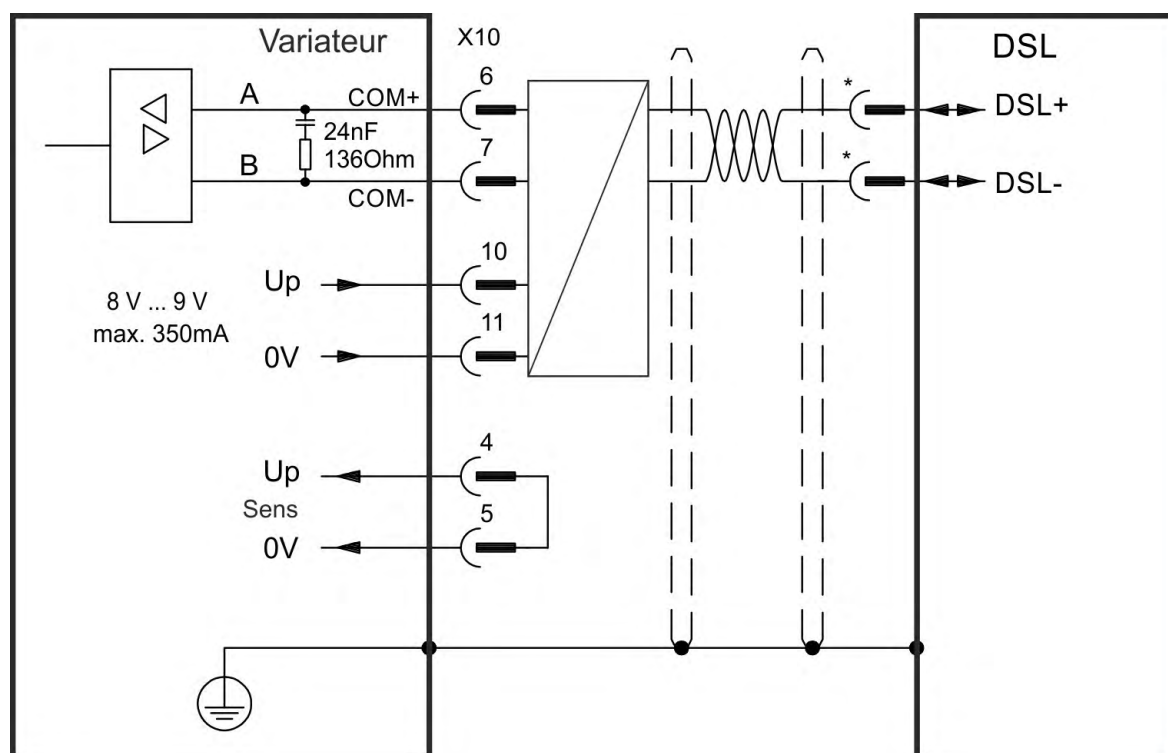 Variateur
X10
DSL
6
A
COM+
*
DSL+
24nF
136Ohm
7
B
COM-
*
DSL-
10
Up
8 V ... 9 V
max. 350mA
11
0V
4
Up
Sens
5
0V